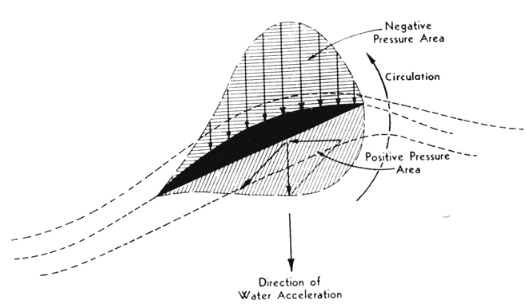 Negative
Pressure Area
Circulation
Positive Pressure
Area
Direction of
Water Acceleration